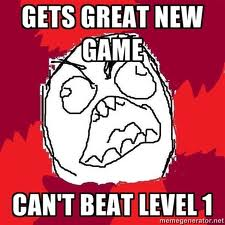 GETS GREAT NEW
GAME
CAN'T BEAT LEVEL 1
memegenerator.net